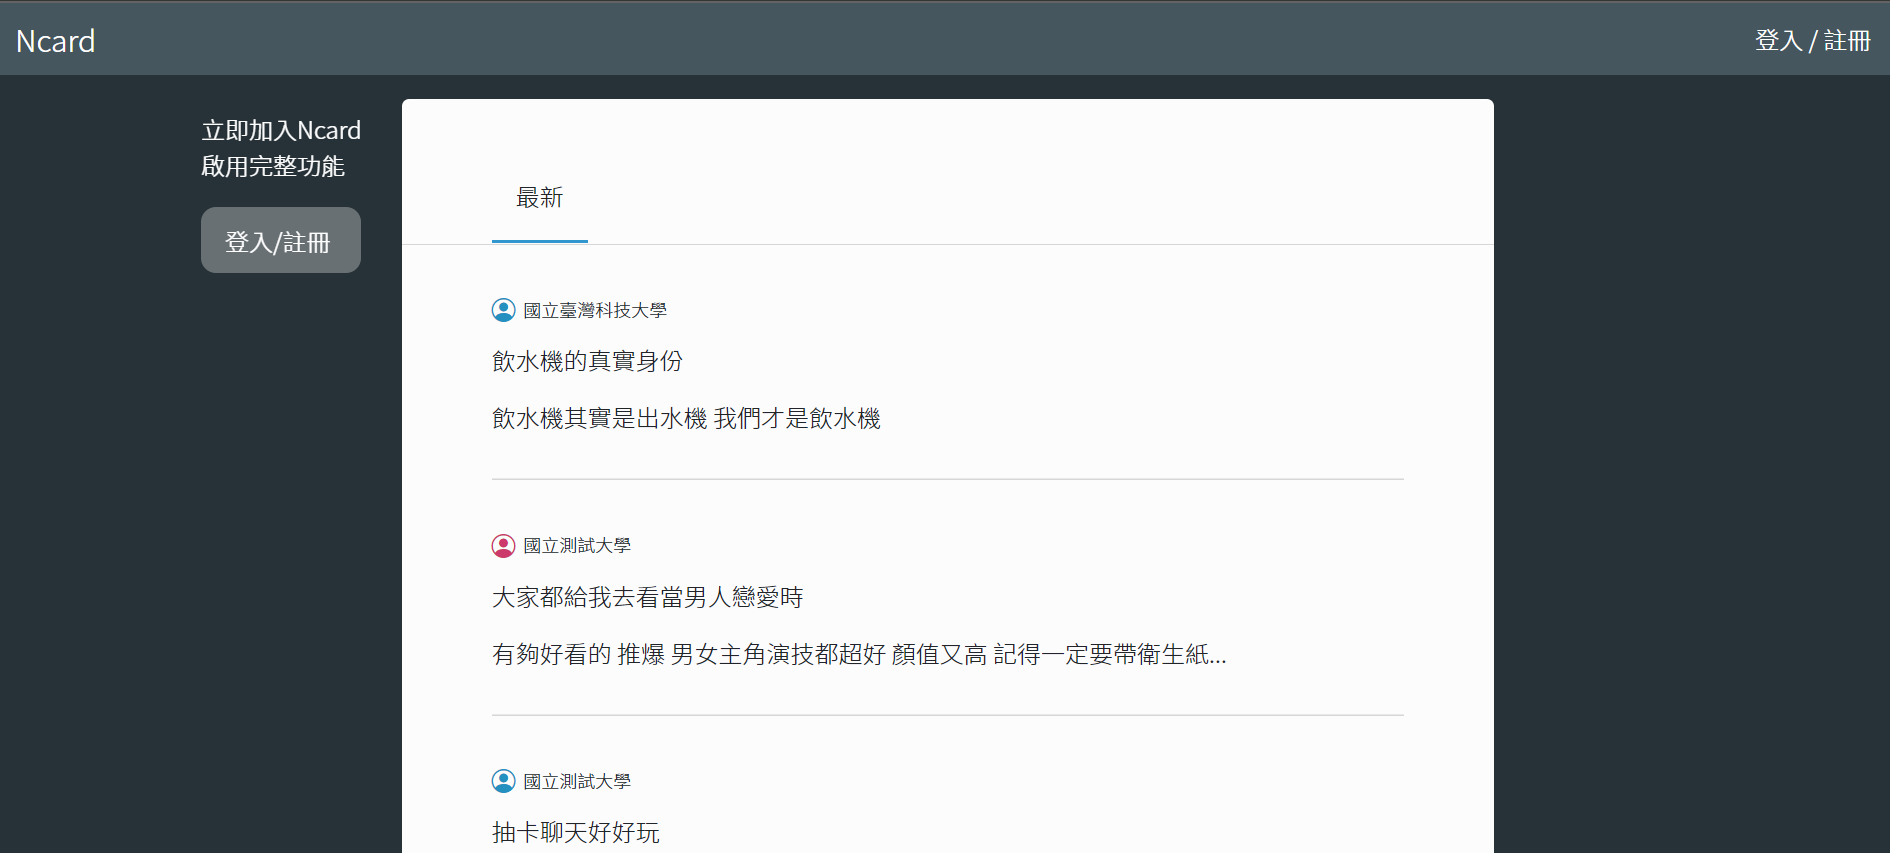 Ncard
登入 / 註冊
立即加入Ncard
啟用完整功能
登入/註冊
最新
國立臺灣科技大學
飲水機的真實身份
飲水機其實是出水機 我們才是飲水機
國立測試大學
大家都給我去看當男人戀愛時
有夠好看的 推爆 男女主角演技都超好 顏值又高 記得一定要帶衛生紙...
國立測試大學
抽卡聊天好好玩